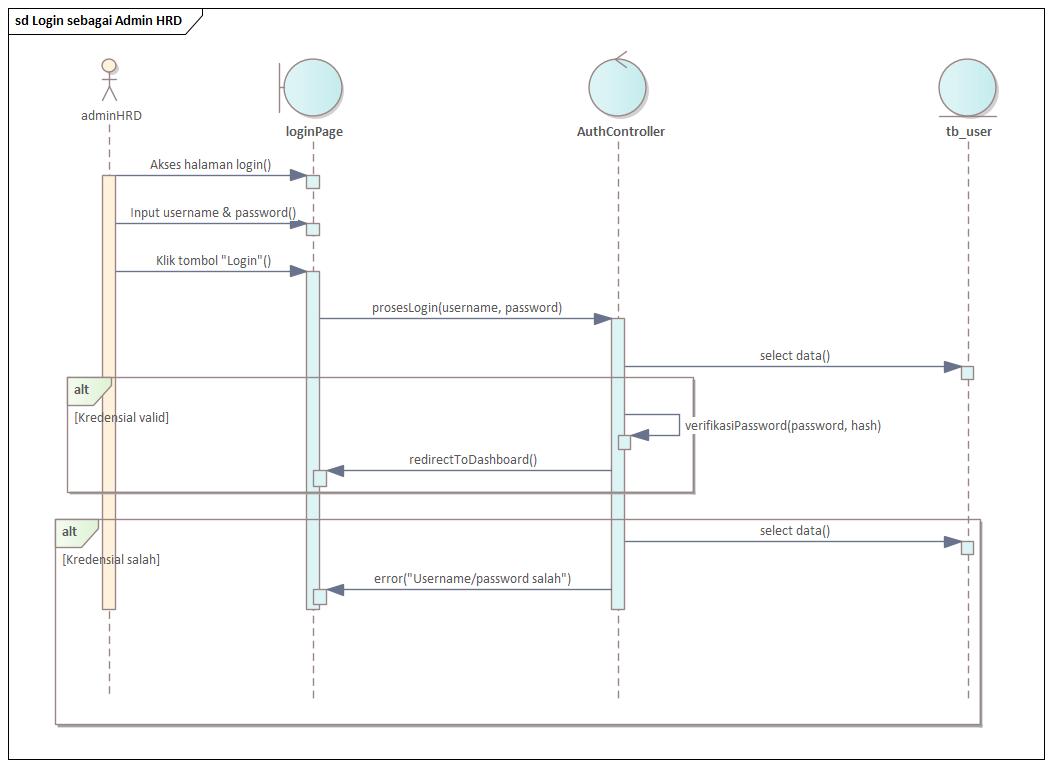 sd Login sebagai Admin HRD
adminHRD
loginPage
AuthController
tb_user
Akses halaman login()
Input username & password()
Klik tombol "Login"()
prosesLogin(username, password)
select data()
alt
[Kredensial valid]
verifikasiPassword(password, hash)
redirectToDashboard()
alt
[Kredensial salah]
select data()
error("Username/password salah")